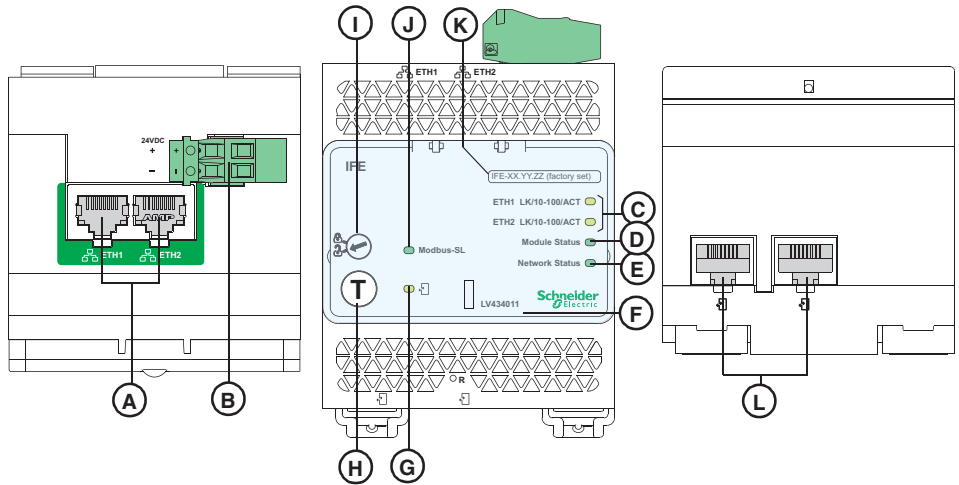 I
J
K
ETH1
ETH2
24VDC
+
+
−
−
IFE
IFE-XX.YY.ZZ (factory set)
ETH1 LK/10-100/ACT
C
ETH2 LK/10-100/ACT
Module Status
D
Modbus-SL
Network Status
E
AMP
ETH1
ETH2
T
LV434011
Schneider
Electric
F
R
A
B
L
H
G